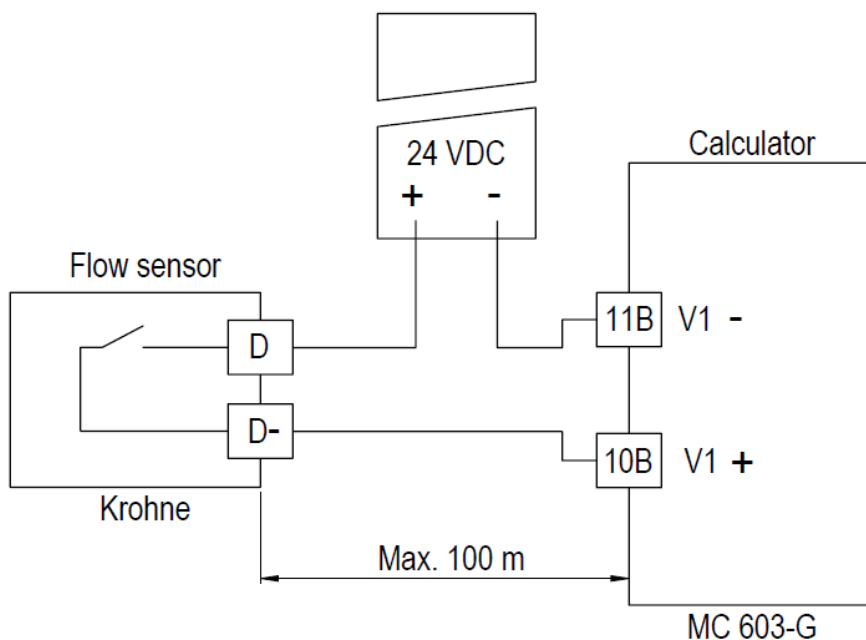 24 VDC
+ -
Calculator
Flow sensor
11B V1 -
D
D-
10B V1 +
Krohne
Max. 100 m
MC 603-G